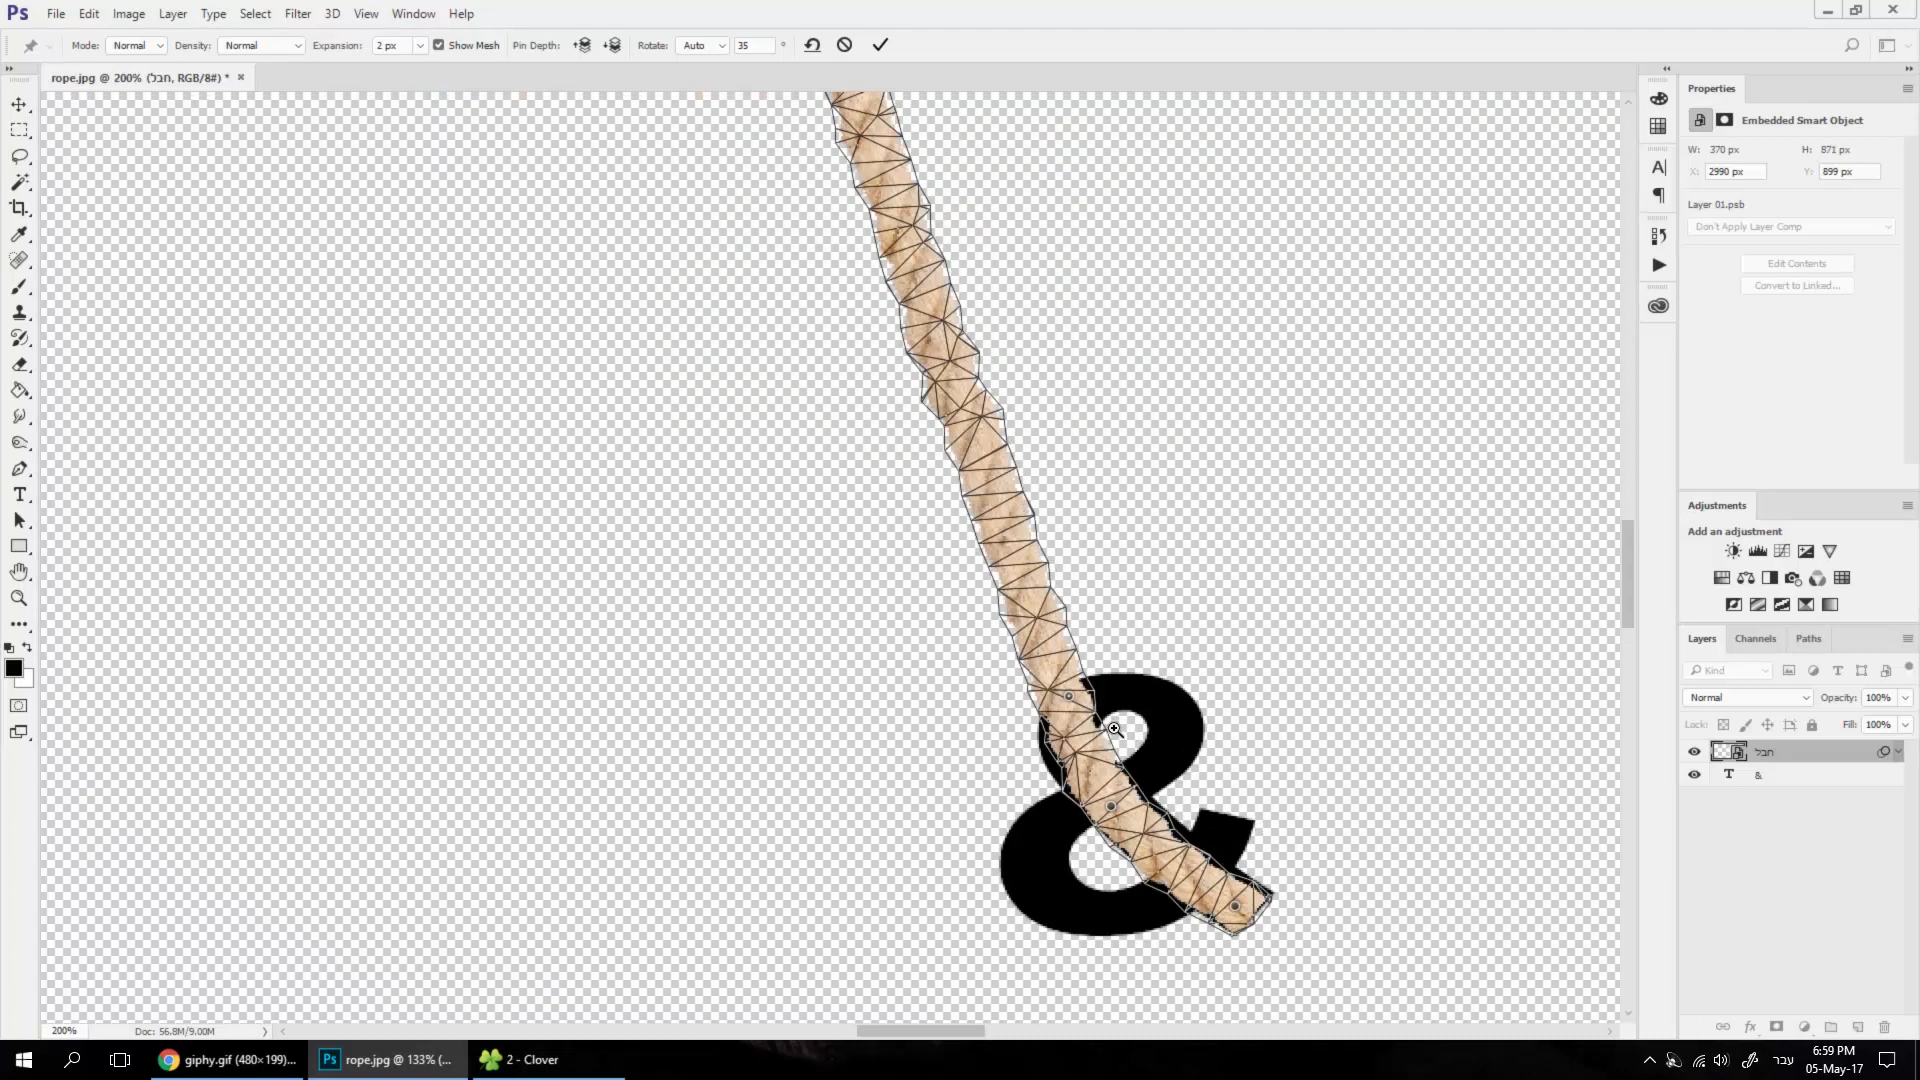 Ps File Edit Image Layer Type Select Filter 3D View Window Help
Mode: Normal Density: Normal Expansion: 2 px Show Mesh Pin Depth: Rotate: Auto 35 °
rope.jpg @ 200% (חבל, RGB/8#) *
Properties
Embedded Smart Object
W: 370 px H: 871 px
X: 2990 px Y: 899 px
Layer 01.psb
Don't Apply Layer Comp
Edit Contents
Convert to Linked...
Adjustments
Add an adjustment
Layers Channels Paths
Kind
Normal Opacity: 100%
Lock: Fill: 100%
חבל
T &
&
200% Doc: 56.8M/9.00M
giphy.gif (480×199)... Ps rope.jpg @ 133% (... 2 - Clover
עבר 6:59 PM
05-May-17